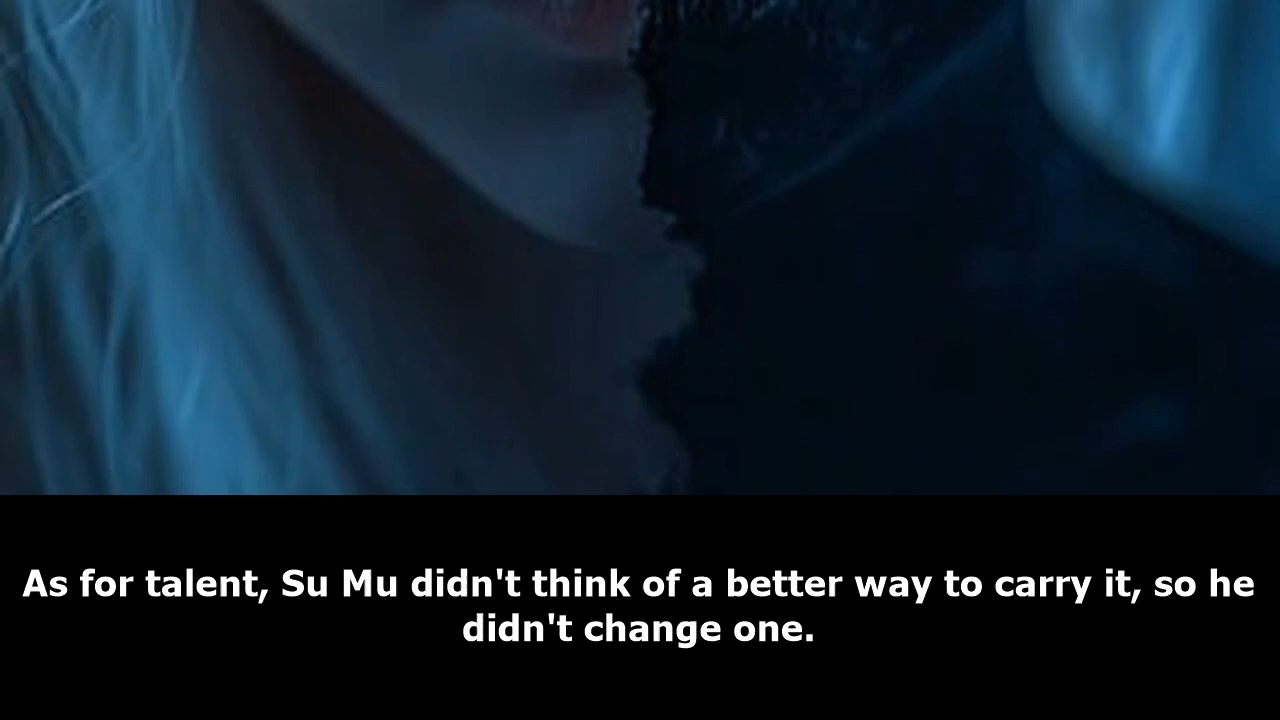 As for talent, Su Mu didn't think of a better way to carry it, so he
didn't change one.